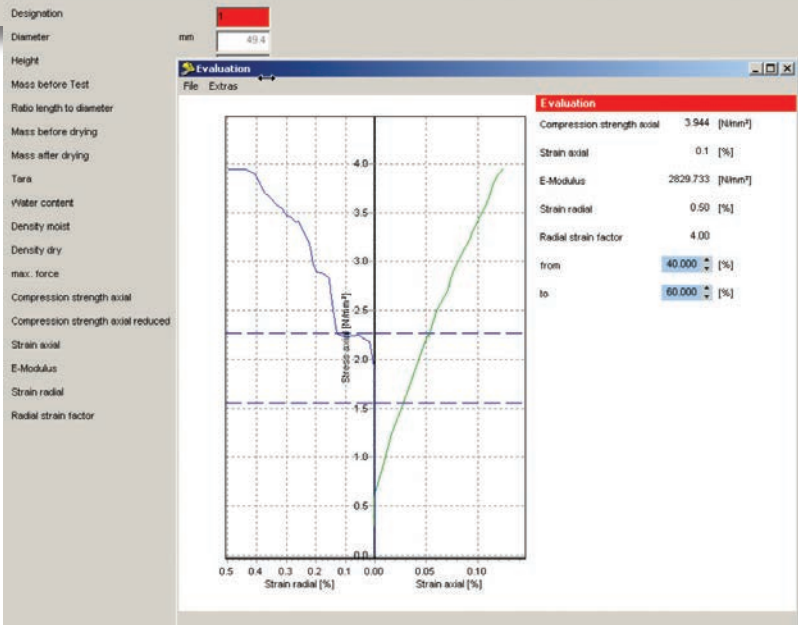 Designation 1
Diameter mm 49.4
Height
Mass before Test
Ratio length to diameter
Mass before drying
Mass after drying
Tara
Water content
Density moist
Density dry
max. force
Compression strength axial
Compression strength axial reduced
Strain axial
E-Modulus
Strain radial
Radial strain factor
Evaluation
File Extras
Stress axial [N/mm²]
4.0
3.5
3.0
2.5
2.0
1.5
1.0
0.5
0.0
0.5 0.4 0.3 0.2 0.1 0.00 0.05 0.10
Strain radial [%] Strain axial [%]
Evaluation
Compression strength axial 3.944 [N/mm²]
Strain axial 0.1 [%]
E-Modulus 2829.733 [N/mm²]
Strain radial 0.50 [%]
Radial strain factor 4.00
from 40.000 [%]
to 60.000 [%]